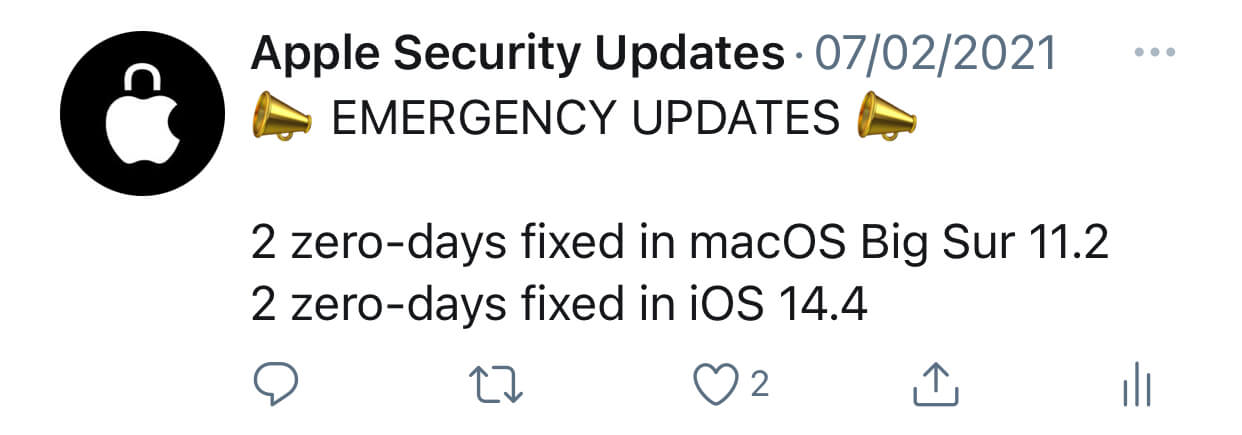 Apple Security Updates · 07/02/2021
📣 EMERGENCY UPDATES 📣
2 zero-days fixed in macOS Big Sur 11.2
2 zero-days fixed in iOS 14.4
2